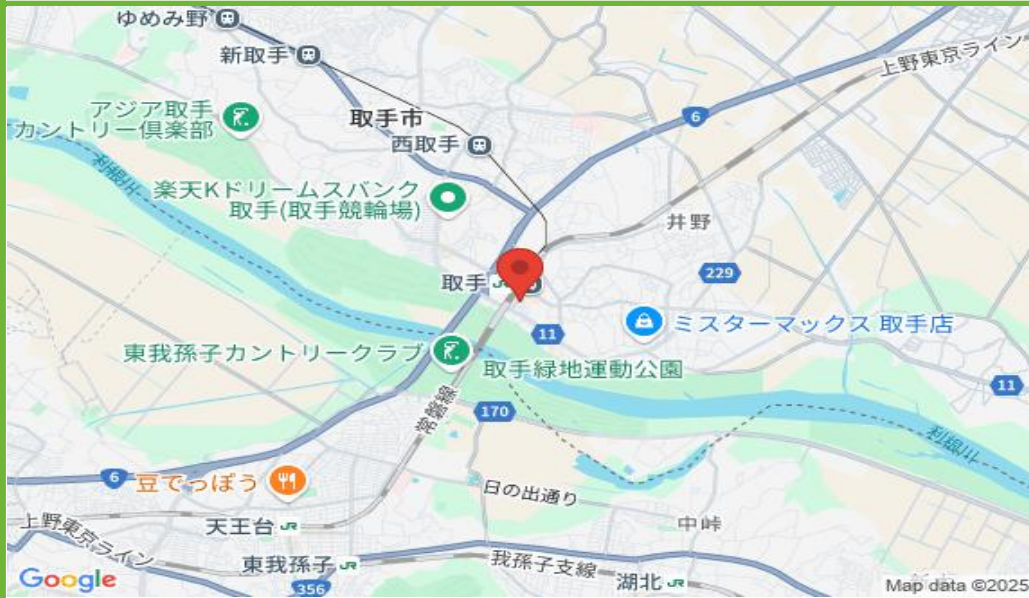 ゆめみ野
新取手
上野東京ライン
アジア取手
カントリー倶楽部
取手市
6
西取手
利根川
楽天Kドリームスバンク
取手(取手競輪場)
井野
取手
229
11
ミスターマックス 取手店
東我孫子カントリークラブ
取手緑地運動公園
11
170
常磐線
利根川
6
豆でっぽう
日の出通り
天王台 JR
中峠
上野東京ライン
東我孫子 JR
我孫子支線
湖北 JR
356
Google
Map data ©2025